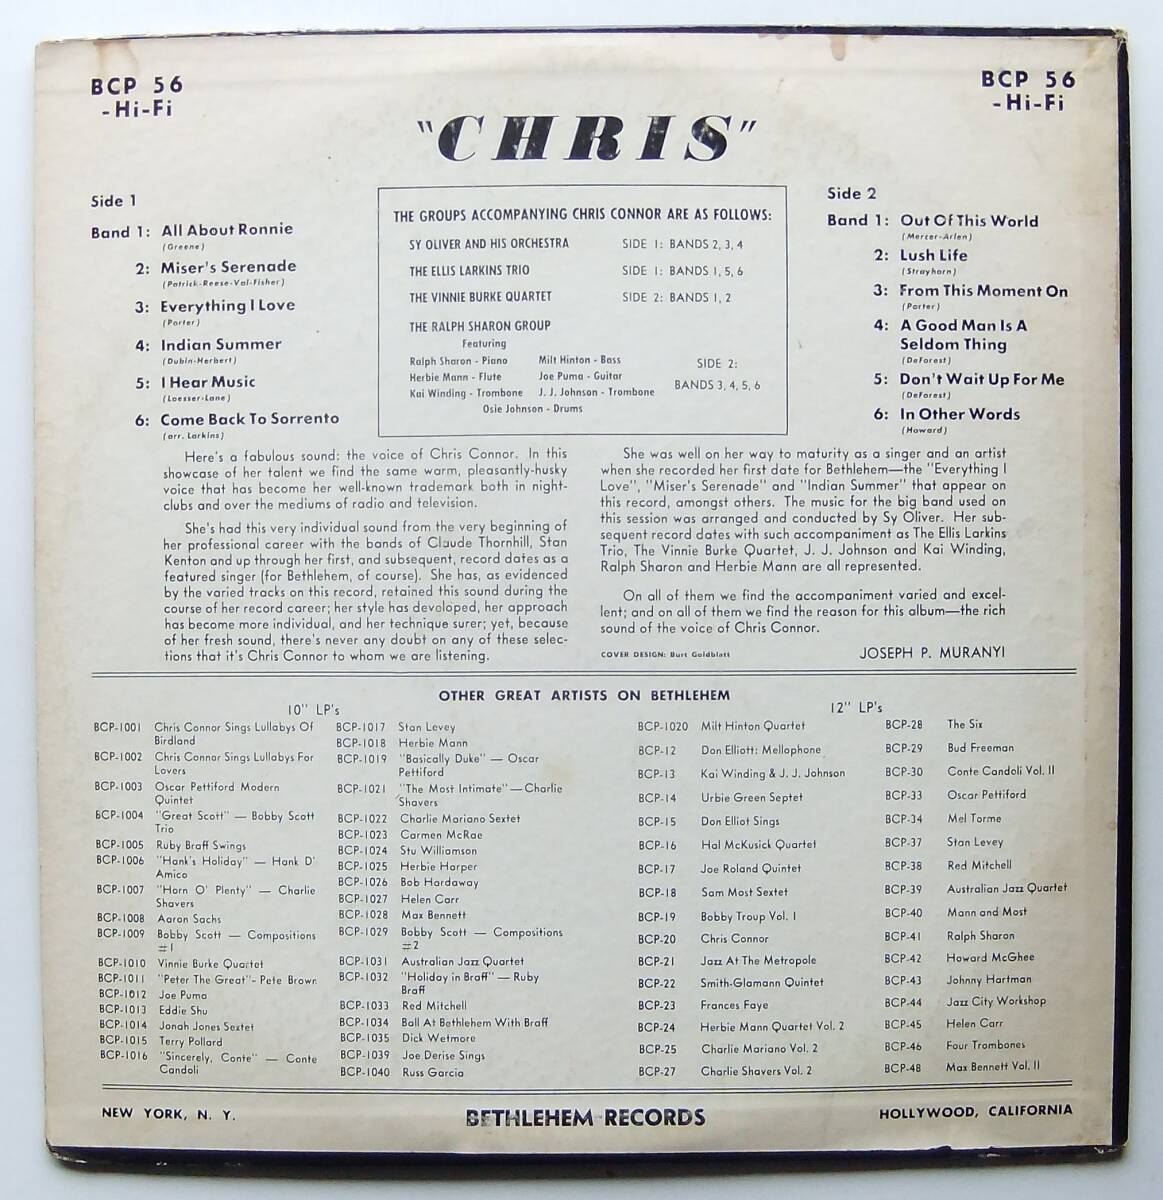 BCP 56
-Hi-Fi
BCP 56
-Hi-Fi
"CHRIS"
Side 1
Band 1: All About Ronnie
(Greene)
2: Miser's Serenade
(Patrick-Reese-Val-Fisher)
3: Everything I Love
(Porter)
4: Indian Summer
(Dubin-Herbert)
5: I Hear Music
(Loesser-Lane)
6: Come Back To Sorrento
(arr. Larkins)
THE GROUPS ACCOMPANYING CHRIS CONNOR ARE AS FOLLOWS:
SY OLIVER AND HIS ORCHESTRA SIDE 1: BANDS 2, 3, 4
THE ELLIS LARKINS TRIO SIDE 1: BANDS 1, 5, 6
THE VINNIE BURKE QUARTET SIDE 2: BANDS 1, 2
THE RALPH SHARON GROUP
Featuring
Ralph Sharon - Piano Milt Hinton - Bass
Herbie Mann - Flute Joe Puma - Guitar
Kai Winding - Trombone J. J. Johnson - Trombone
Osie Johnson - Drums
SIDE 2:
BANDS 3, 4, 5, 6
Side 2
Band 1: Out Of This World
(Mercer-Arlen)
2: Lush Life
(Strayhorn)
3: From This Moment On
(Porter)
4: A Good Man Is A
Seldom Thing
(DeForest)
5: Don't Wait Up For Me
(DeForest)
6: In Other Words
(Howard)
Here's a fabulous sound: the voice of Chris Connor. In this
showcase of her talent we find the same warm, pleasantly-husky
voice that has become her well-known trademark both in night-
clubs and over the mediums of radio and television.
She's had this very individual sound from the very beginning of
her professional career with the bands of Claude Thornhill, Stan
Kenton and up through her first, and subsequent, record dates as a
featured singer (for Bethlehem, of course). She has, as evidenced
by the varied tracks on this record, retained this sound during the
course of her record career; her style has developed, her approach
has become more individual, and her technique surer; yet, because
of her fresh sound, there's never any doubt on any of these selec-
tions that it's Chris Connor to whom we are listening.
She was well on her way to maturity as a singer and an artist
when she recorded her first date for Bethlehem—the "Everything I
Love", "Miser's Serenade" and "Indian Summer" that appear on
this record, amongst others. The music for the big band used on
this session was arranged and conducted by Sy Oliver. Her sub-
sequent record dates with such accompaniment as The Ellis Larkins
Trio, The Vinnie Burke Quartet, J. J. Johnson and Kai Winding,
Ralph Sharon and Herbie Mann are all represented.
On all of them we find the accompaniment varied and excel-
lent; and on all of them we find the reason for this album—the rich
sound of the voice of Chris Connor.
COVER DESIGN: Burt Goldblatt JOSEPH P. MURANYI
OTHER GREAT ARTISTS ON BETHLEHEM
10" LP's
BCP-1001 Chris Connor Sings Lullabys Of
Birdland
BCP-1002 Chris Connor Sings Lullabys For
Lovers
BCP-1003 Oscar Pettiford Modern
Quintet
BCP-1004 "Great Scott" — Bobby Scott
Trio
BCP-1005 Ruby Braff Swings
BCP-1006 "Hank's Holiday" — Hank D'
Amico
BCP-1007 "Horn O' Plenty" — Charlie
Shavers
BCP-1008 Aaron Sachs
BCP-1009 Bobby Scott — Compositions
#1
BCP-1010 Vinnie Burke Quartet
BCP-1011 "Peter The Great"- Pete Brown
BCP-1012 Joe Puma
BCP-1013 Eddie Shu
BCP-1014 Jonah Jones Sextet
BCP-1015 Terry Pollard
BCP-1016 "Sincerely, Conte" — Conte
Candoli
BCP-1017 Stan Levey
BCP-1018 Herbie Mann
BCP-1019 "Basically Duke" — Oscar
Pettiford
BCP-1021 "The Most Intimate"—Charlie
Shavers
BCP-1022 Charlie Mariano Sextet
BCP-1023 Carmen McRae
BCP-1024 Stu Williamson
BCP-1025 Herbie Harper
BCP-1026 Bob Hardaway
BCP-1027 Helen Carr
BCP-1028 Max Bennett
BCP-1029 Bobby Scott — Compositions
#2
BCP-1031 Australian Jazz Quartet
BCP-1032 "Holiday in Braff" — Ruby
Braff
BCP-1033 Red Mitchell
BCP-1034 Ball At Bethlehem With Braff
BCP-1035 Dick Wetmore
BCP-1039 Joe Derise Sings
BCP-1040 Russ Garcia
12" LP's
BCP-1020 Milt Hinton Quartet
BCP-12 Don Elliott: Mellophone
BCP-13 Kai Winding & J. J. Johnson
BCP-14 Urbie Green Septet
BCP-15 Don Elliot Sings
BCP-16 Hal McKusick Quartet
BCP-17 Joe Roland Quintet
BCP-18 Sam Most Sextet
BCP-19 Bobby Troup Vol. I
BCP-20 Chris Connor
BCP-21 Jazz At The Metropole
BCP-22 Smith-Glamann Quintet
BCP-23 Frances Faye
BCP-24 Herbie Mann Quartet Vol. 2
BCP-25 Charlie Mariano Vol. 2
BCP-27 Charlie Shavers Vol. 2
BCP-28 The Six
BCP-29 Bud Freeman
BCP-30 Conte Candoli Vol. II
BCP-33 Oscar Pettiford
BCP-34 Mel Torme
BCP-37 Stan Levey
BCP-38 Red Mitchell
BCP-39 Australian Jazz Quartet
BCP-40 Mann and Most
BCP-41 Ralph Sharon
BCP-42 Howard McGhee
BCP-43 Johnny Hartman
BCP-44 Jazz City Workshop
BCP-45 Helen Carr
BCP-46 Four Trombones
BCP-48 Max Bennett Vol. II
NEW YORK, N. Y. BETHLEHEM RECORDS HOLLYWOOD, CALIFORNIA